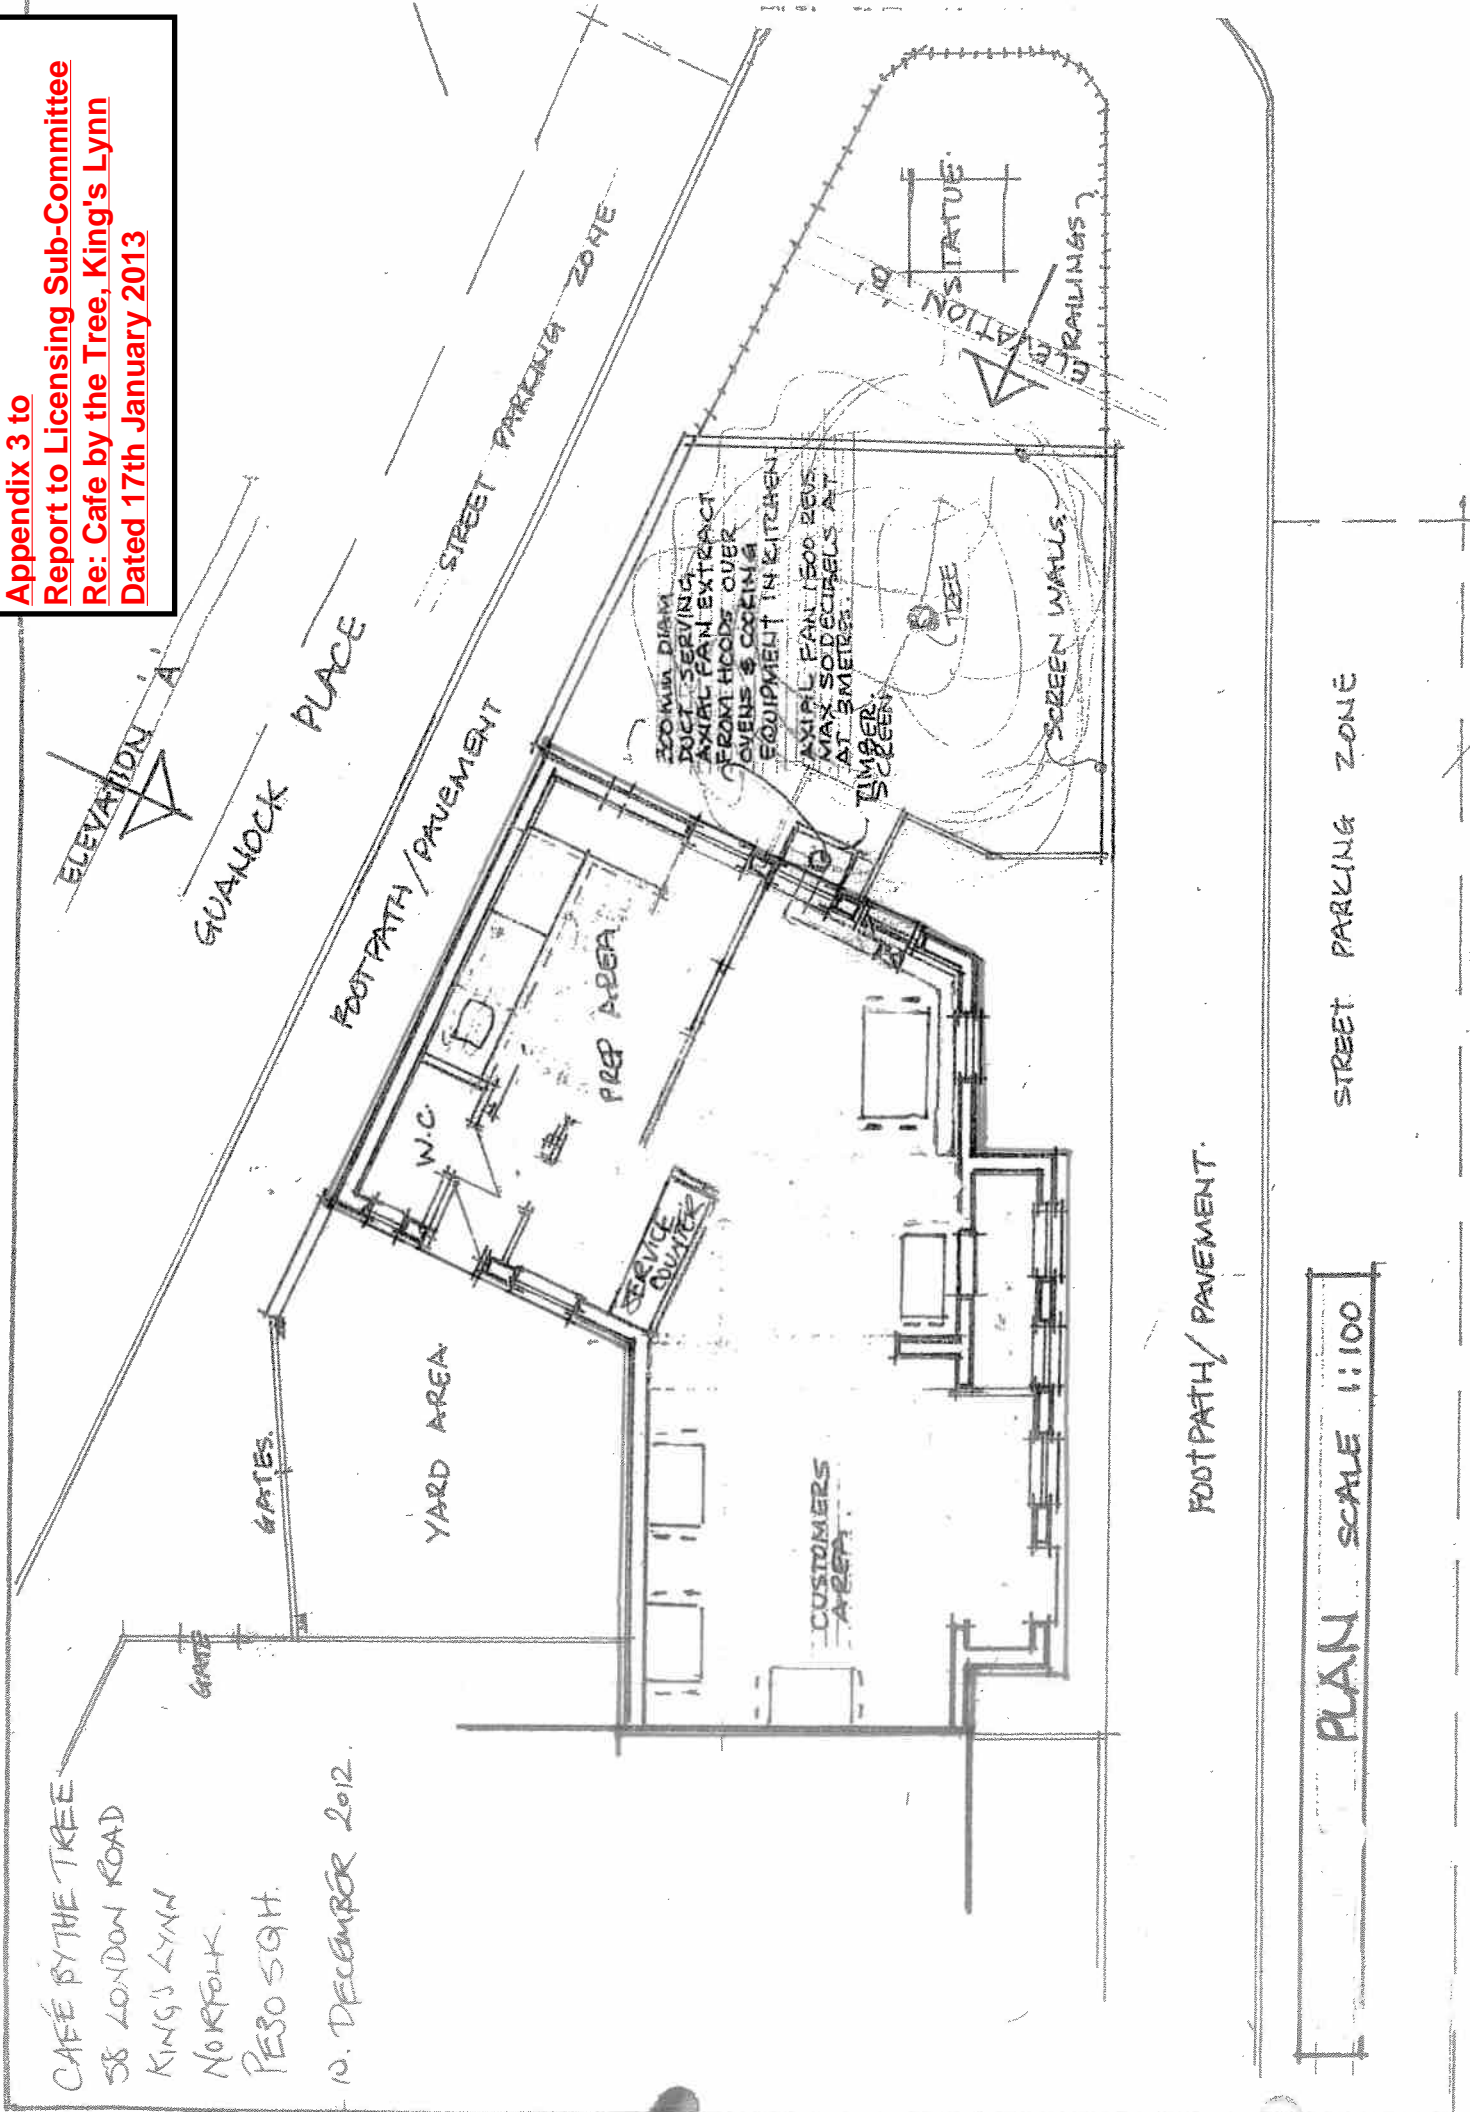 Appendix 3 to
Report to Licensing Sub-Committee
Re: Cafe by the Tree, King's Lynn
Dated 17th January 2013
CAFÉ BY THE TREE
58 LONDON ROAD
KING'S LYNN
NORFOLK.
PE30 5QH.
10. DECEMBER 2012.
ELEVATION 'A'
GUANOCK PLACE
STREET PARKING ZONE
FOOTPATH/PAVEMENT
GATE
GATES.
YARD AREA
W.C.
PREP AREA
SERVICE
COUNTER
CUSTOMERS
AREA.
300mm DIAM
DUCT SERVING
AXIAL FAN EXTRACT
FROM HOODS OVER
OVENS & COOKING
EQUIPMENT IN KITCHEN.
AXIAL FAN 1500 REVS.
MAX 50 DECIBELS AT
AT 3 METRES.
TIMBER
SCREEN
TREE
SCREEN WALLS.
STATUE.
ELEVATION 'B'
RAILINGS
FOOTPATH/PAVEMENT.
STREET PARKING ZONE
PLAN SCALE 1:100